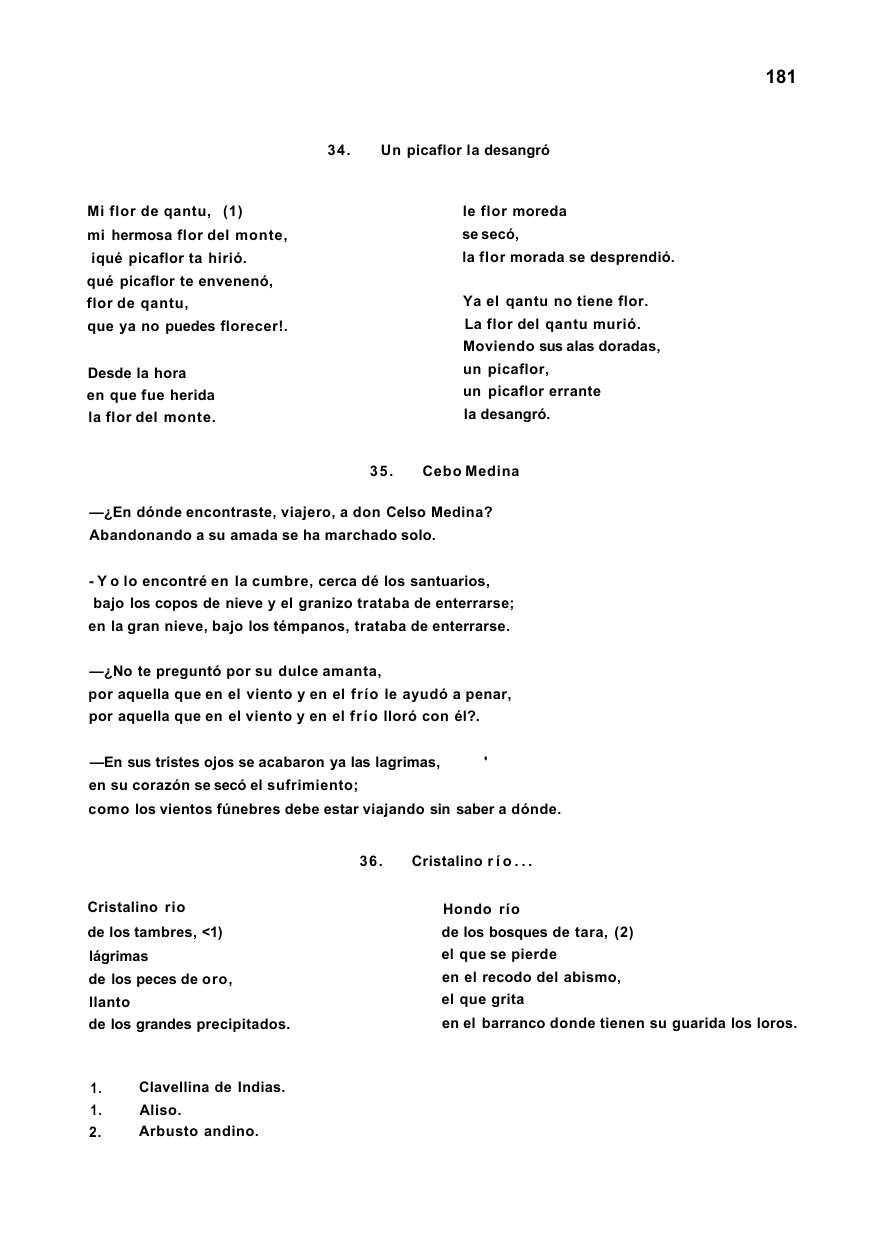 181
34. Un picaflor la desangró
Mi flor de qantu, (1)
mi hermosa flor del monte,
¡qué picaflor ta hirió.
qué picaflor te envenenó,
flor de qantu,
que ya no puedes florecer!.
Desde la hora
en que fue herida
la flor del monte.
le flor moreda
se secó,
la flor morada se desprendió.
Ya el qantu no tiene flor.
La flor del qantu murió.
Moviendo sus alas doradas,
un picaflor,
un picaflor errante
la desangró.
35. Cebo Medina
—¿En dónde encontraste, viajero, a don Celso Medina?
Abandonando a su amada se ha marchado solo.
- Y o lo encontré en la cumbre, cerca dé los santuarios,
bajo los copos de nieve y el granizo trataba de enterrarse;
en la gran nieve, bajo los témpanos, trataba de enterrarse.
—¿No te preguntó por su dulce amanta,
por aquella que en el viento y en el frío le ayudó a penar,
por aquella que en el viento y en el frío lloró con él?.
—En sus tristes ojos se acabaron ya las lagrimas, '
en su corazón se secó el sufrimiento;
como los vientos fúnebres debe estar viajando sin saber a dónde.
36. Cristalino r í o . . .
Cristalino rio
de los tambres, <1)
lágrimas
de los peces de oro,
llanto
de los grandes precipitados.
Hondo río
de los bosques de tara, (2)
el que se pierde
en el recodo del abismo,
el que grita
en el barranco donde tienen su guarida los loros.
1. Clavellina de Indias.
1. Aliso.
2. Arbusto andino.